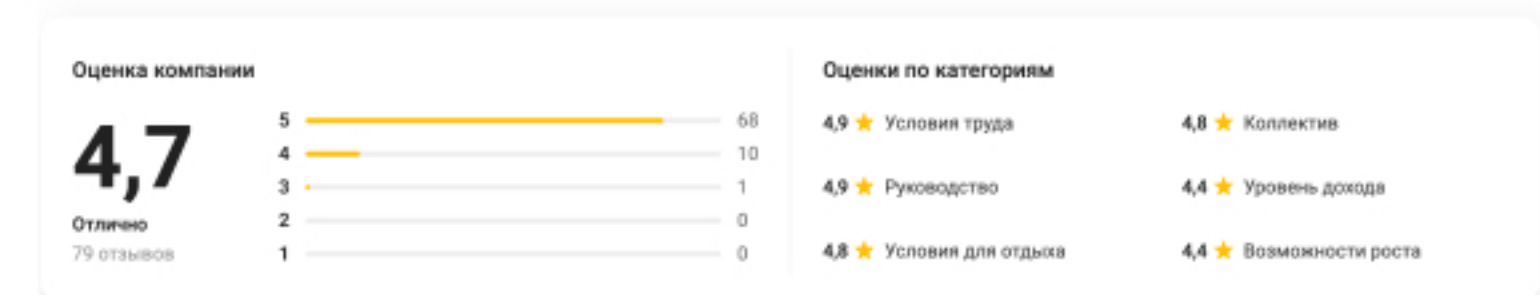 Оценка компании
4,7
Отлично
79 отзывов
5 68
4 10
3 1
2 0
1 0
Оценки по категориям
4,9 Условия труда
4,8 Коллектив
4,9 Руководство
4,4 Уровень дохода
4,8 Условия для отдыха
4,4 Возможности роста